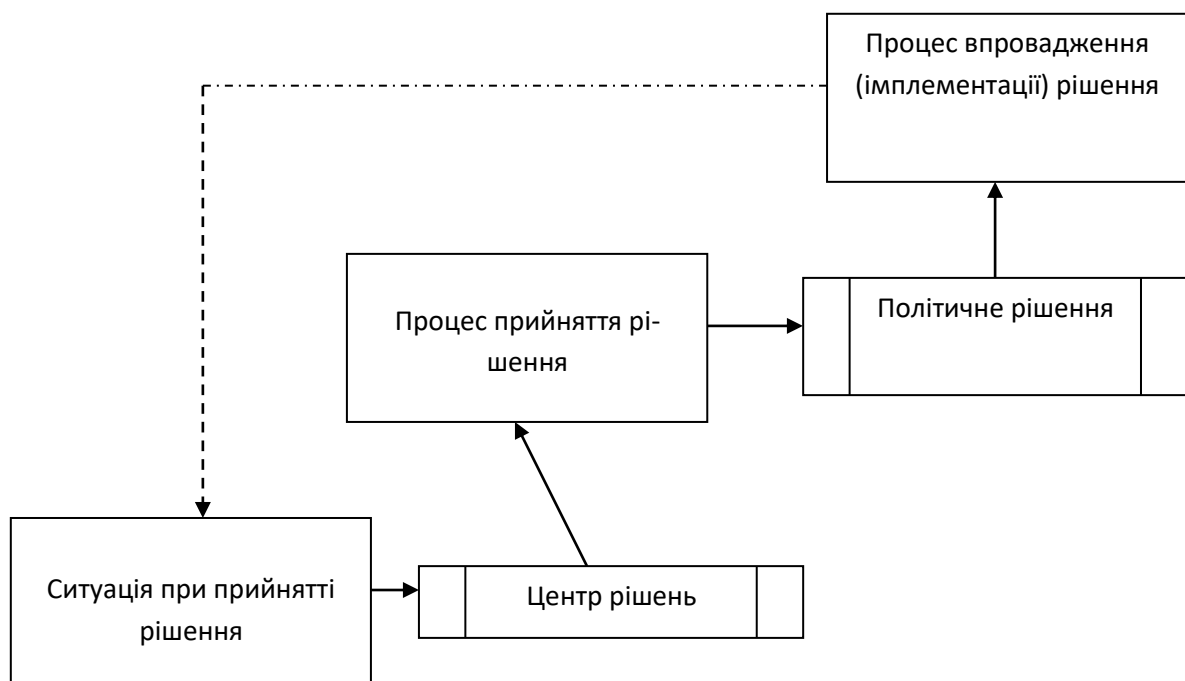 Процес впровадження
(імплементації) рішення
Процес прийняття рі-
шення
Політичне рішення
Ситуація при прийнятті
рішення
Центр рішень